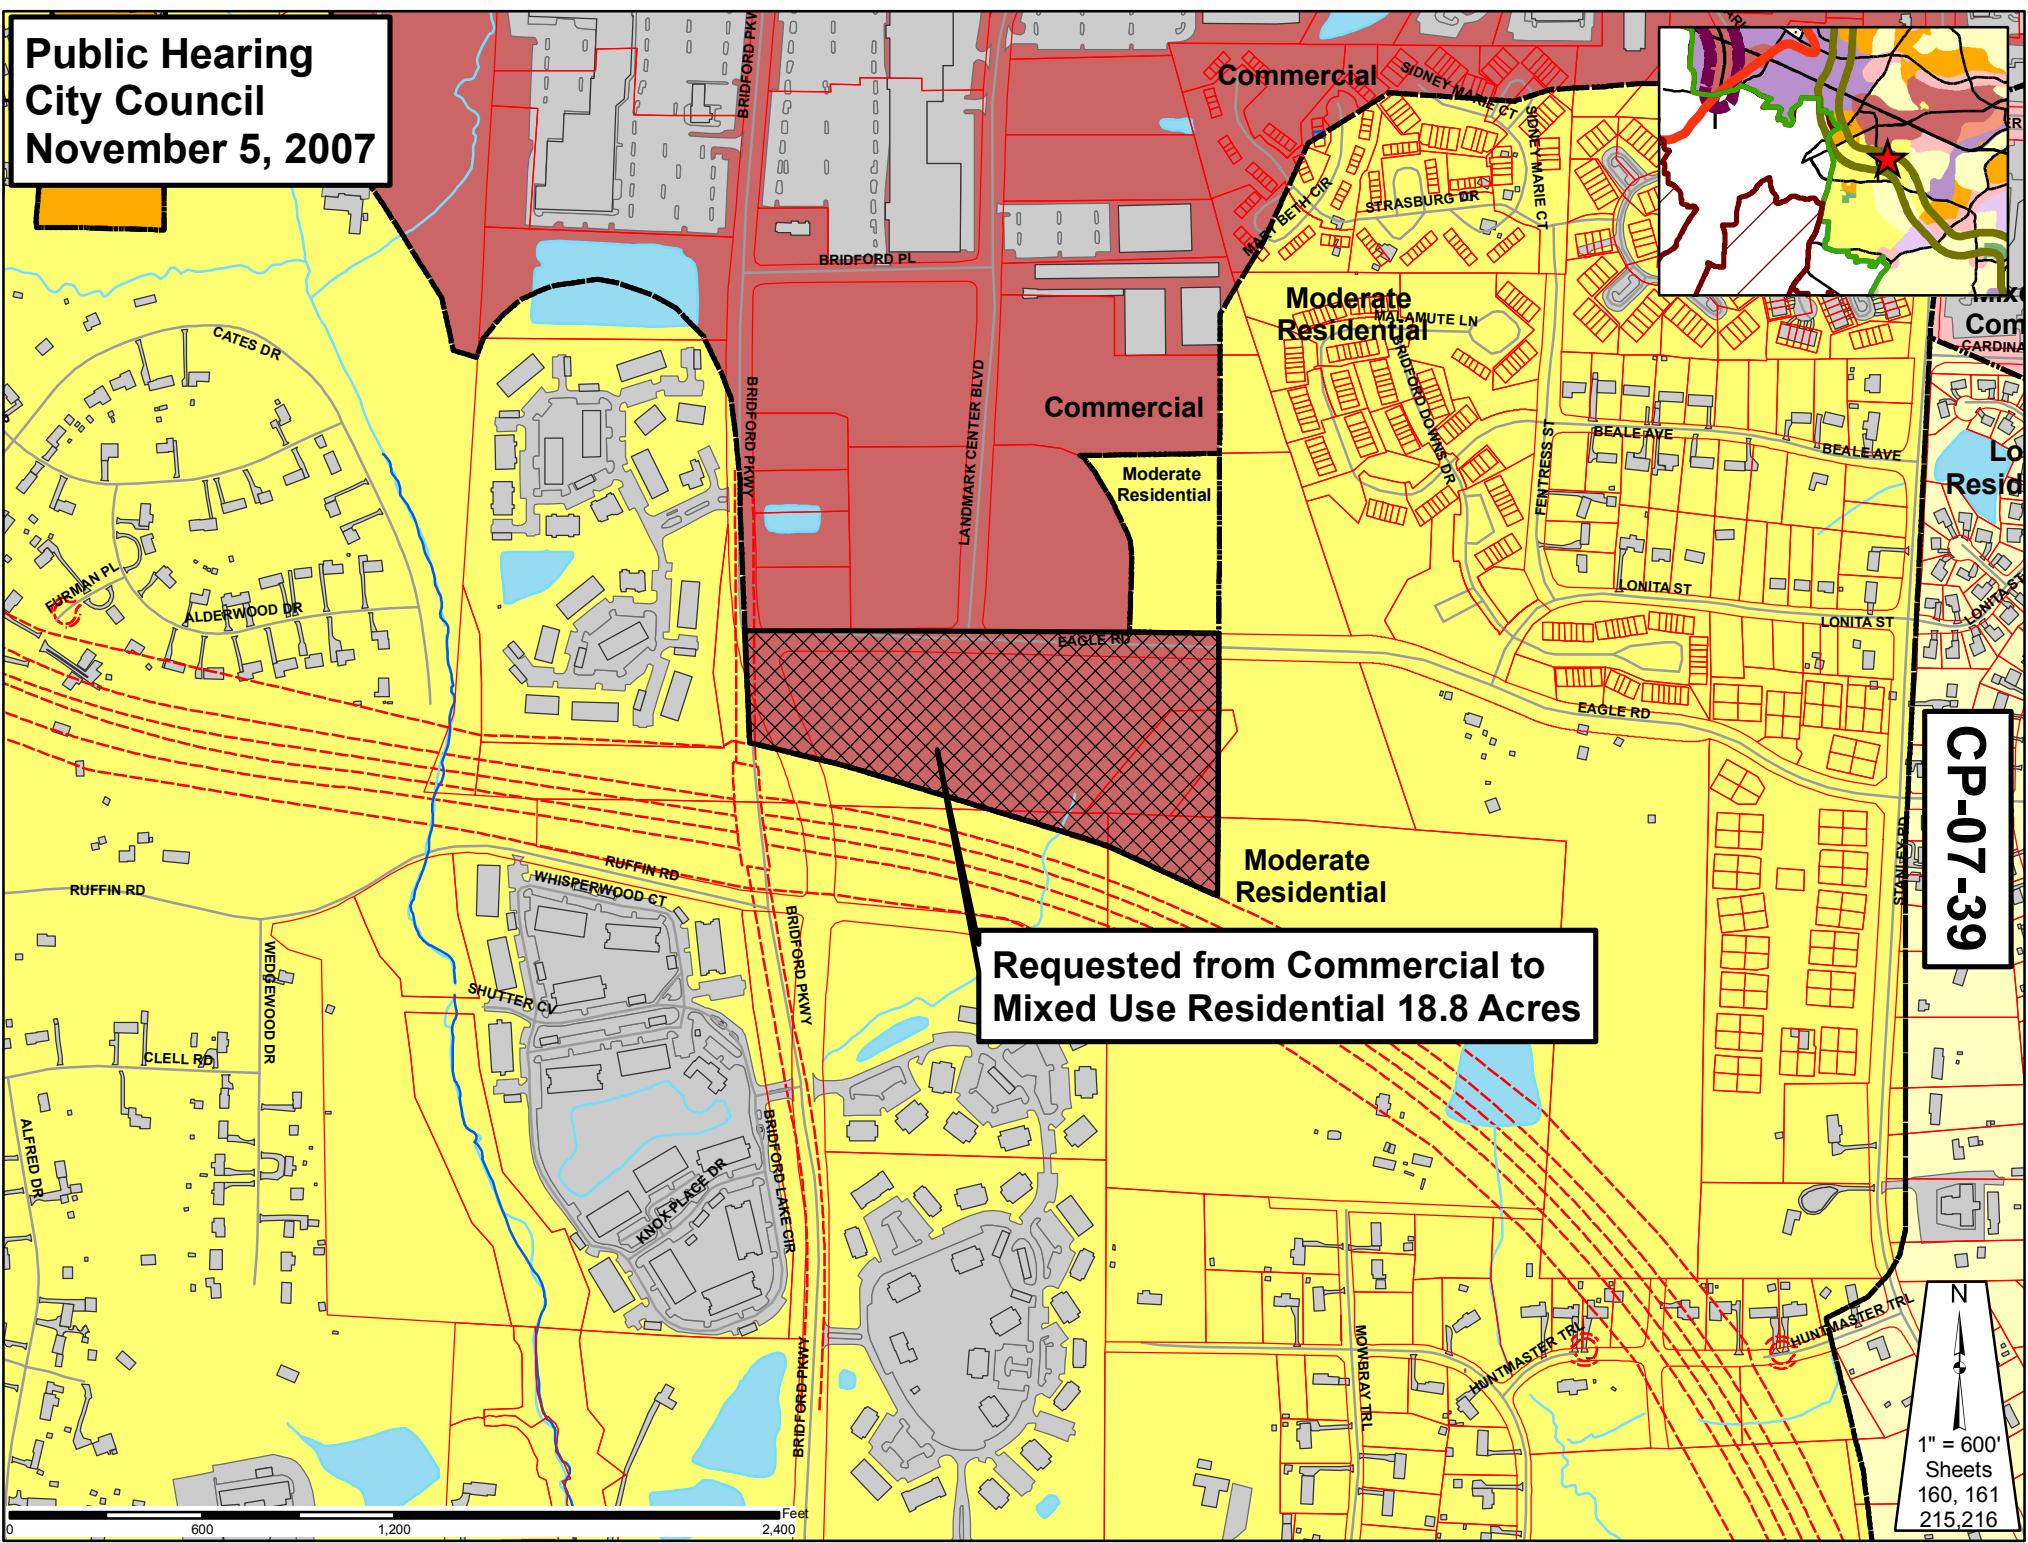 Public Hearing
City Council
November 5, 2007
BRIDFORD PKWY
Commercial
SIDNEY MARIE CT
SIDNEY MARIE CT
STRASBURG DR
MARY BETH CIR
BRIDFORD PL
Moderate
Residential
MALAMUTE LN
BRIDFORD DOWNS DR
CATES DR
BRIDFORD PKWY
LANDMARK CENTER BLVD
Commercial
Moderate
Residential
FENTRESS ST
BEALE AVE
BEALE AVE
CARDINA
Com
Lo
Resid
FURMAN PL
ALDERWOOD DR
LONITA ST
LONITA ST
LONITA ST
EAGLE RD
EAGLE RD
CP-07-39
STANLEY RD
Moderate
Residential
RUFFIN RD
RUFFIN RD
WHISPERWOOD CT
BRIDFORD PKWY
Requested from Commercial to
Mixed Use Residential 18.8 Acres
WEDGEWOOD DR
SHUTTER CV
CLELL RD
ALFRED DR
KNOX PLACE DR
BRIDFORD LAKE CIR
BRIDFORD PKWY
MOWBRAY TRL
HUNTMASTER TRL
HUNTMASTER TRL
N
1" = 600'
Sheets
160, 161
215,216
0 600 1,200 2,400
Feet